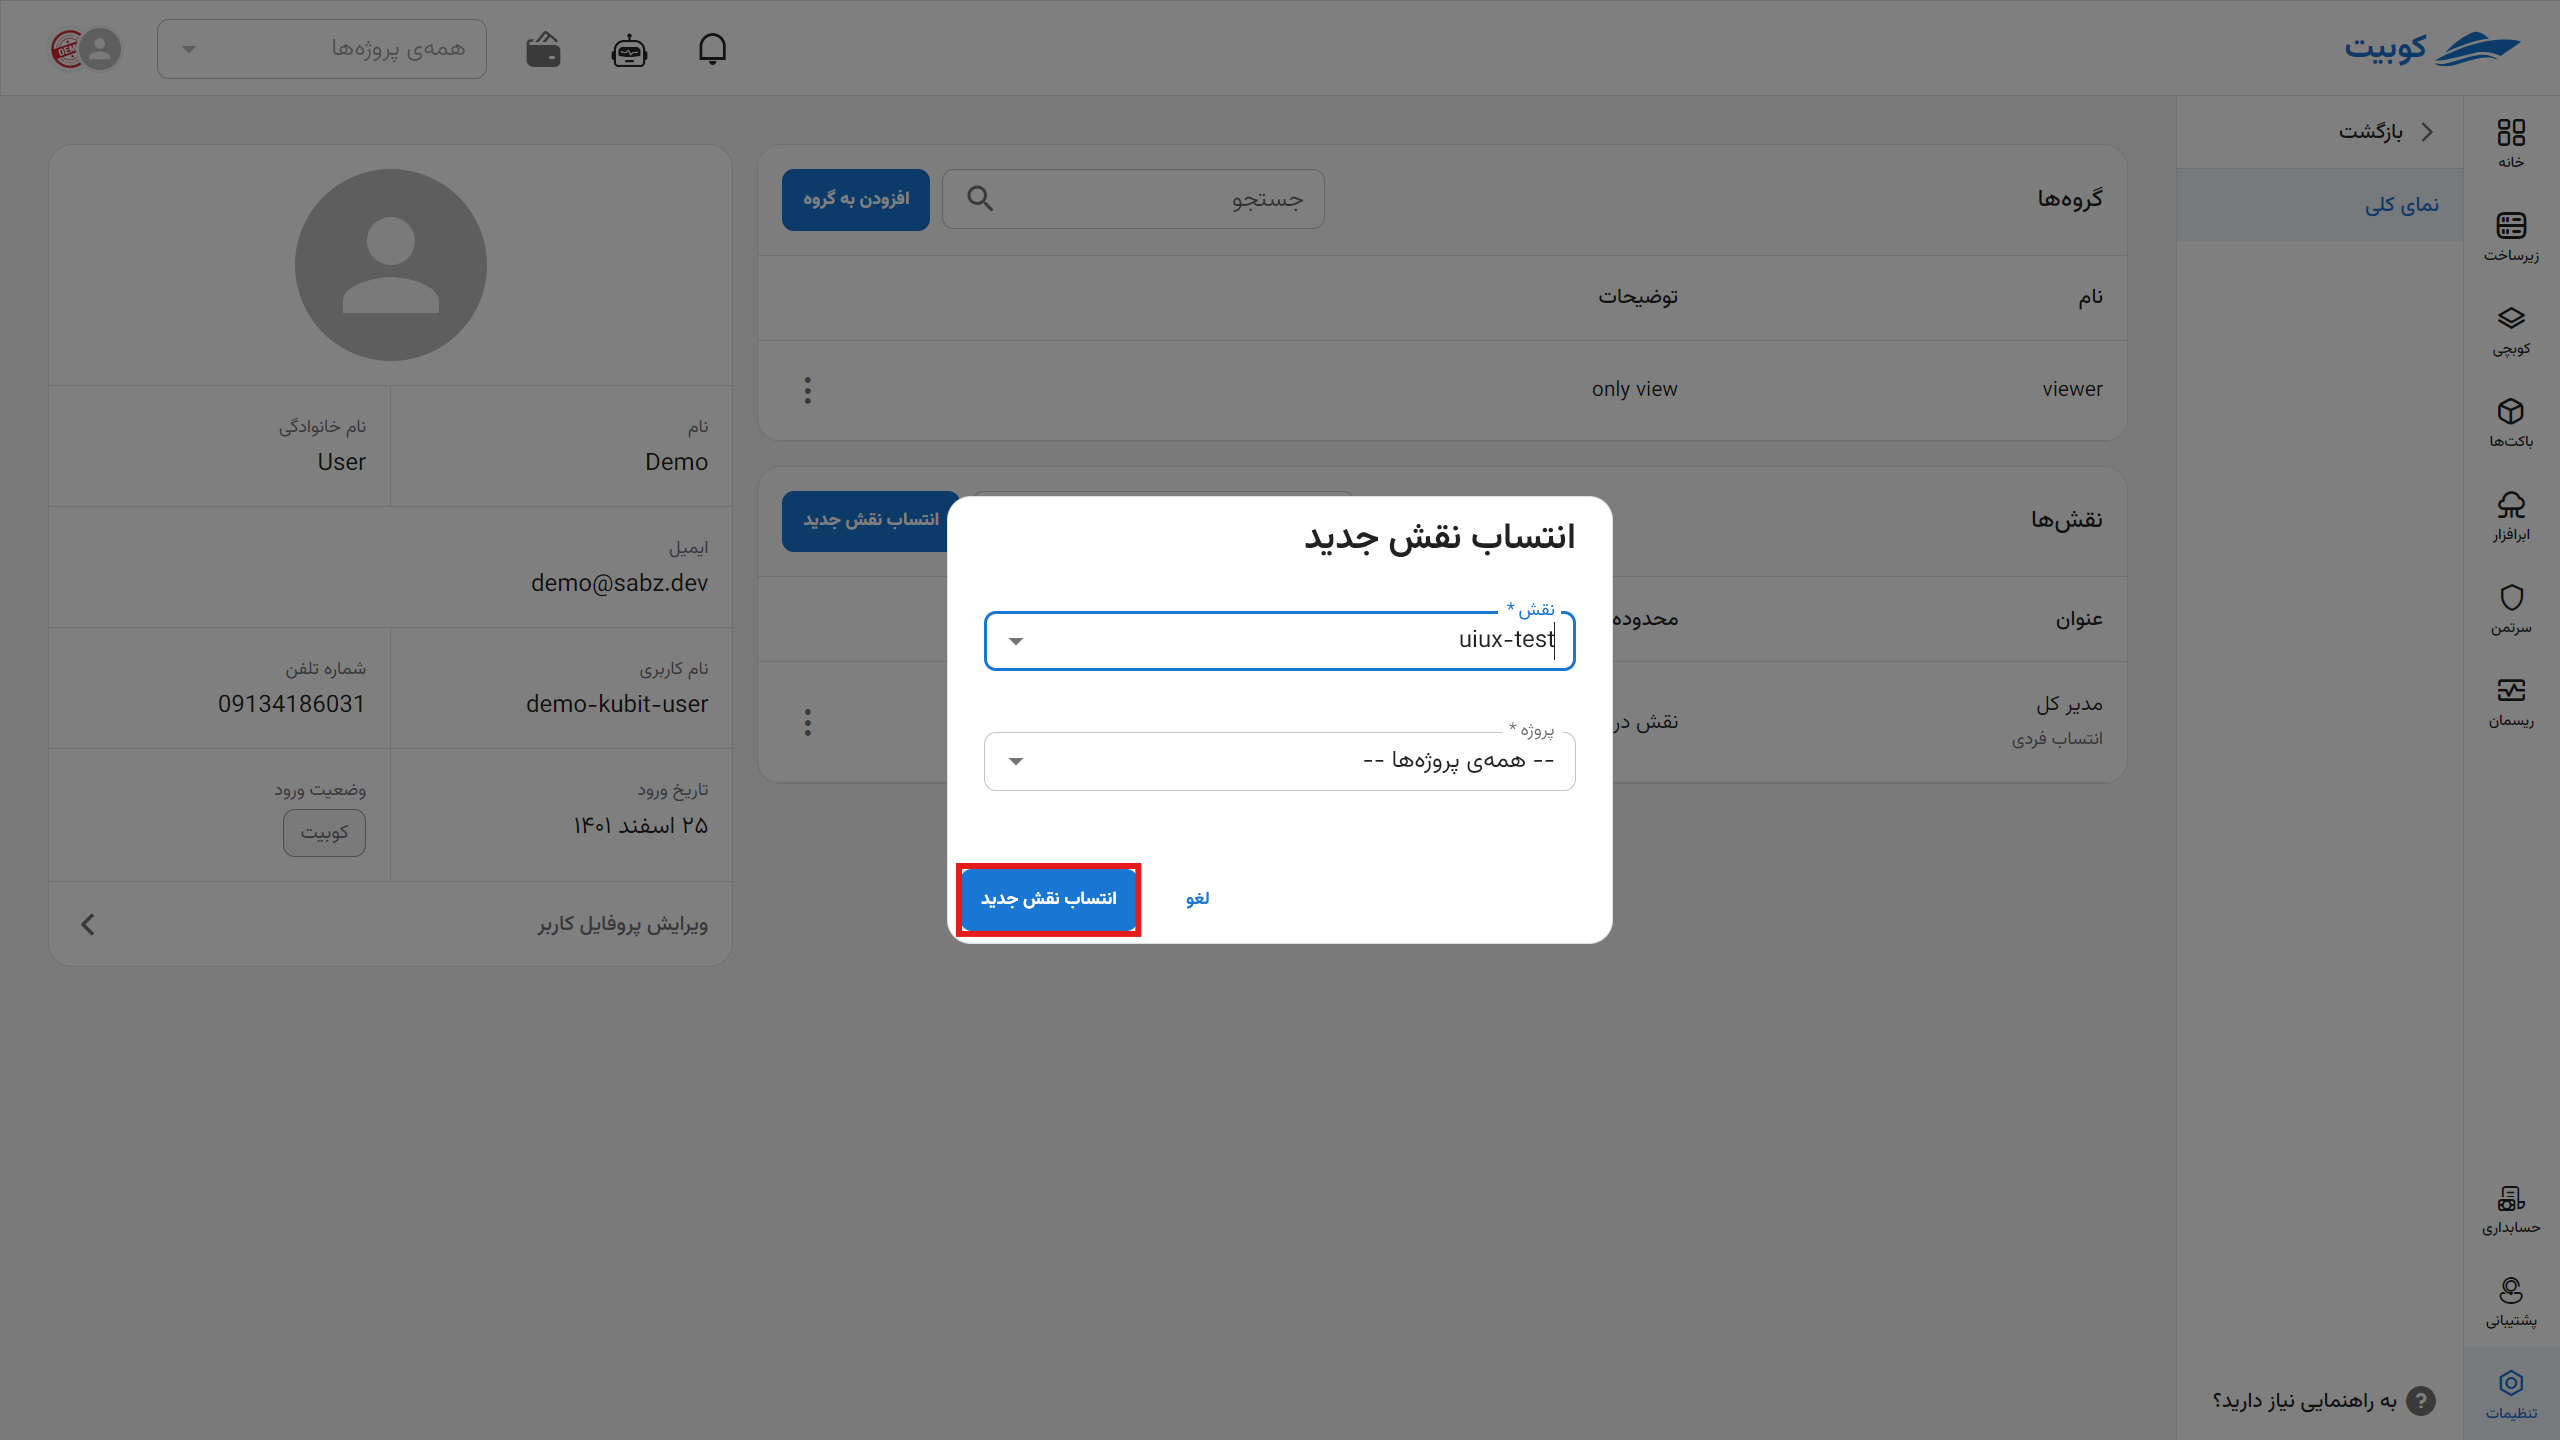 کوبیت
همه‌ی پروژه‌ها
خانه
زیرساخت
کوبچی
باکت‌ها
ابرافزار
سرتمن
ریسمان
حسابداری
پشتیبانی
تنظیمات
بازگشت
نمای کلی
به راهنمایی نیاز دارید؟
گروه‌ها
جستجو
افزودن به گروه
نام
توضیحات
viewer
only view
نقش‌ها
انتساب نقش جدید
عنوان
محدوده
مدیر کل
نقش در
انتساب فردی
انتساب نقش جدید
نقش *
uiux-test
پروژه *
-- همه‌ی پروژه‌ها --
لغو
انتساب نقش جدید
نام
Demo
نام خانوادگی
User
ایمیل
demo@sabz.dev
نام کاربری
demo-kubit-user
شماره تلفن
09134186031
تاریخ ورود
۲۵ اسفند ۱۴۰۱
وضعیت ورود
کوبیت
ویرایش پروفایل کاربر